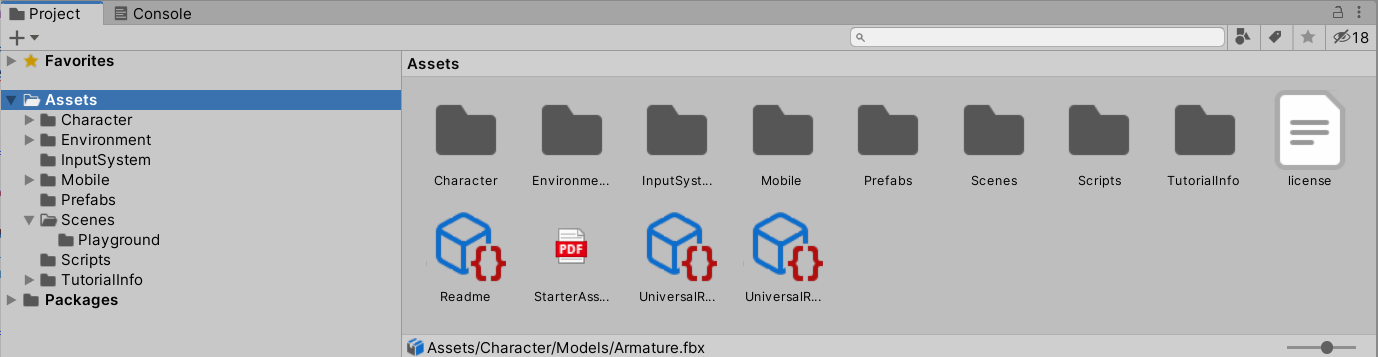 Project
Console
18
Favorites
Assets
Character
Environment
InputSystem
Mobile
Prefabs
Scenes
Playground
Scripts
TutorialInfo
Packages
Assets
Character Environme... InputSyst... Mobile Prefabs Scenes Scripts TutorialInfo license
PDF
Readme StarterAss... UniversalR... UniversalR...
Assets/Character/Models/Armature.fbx